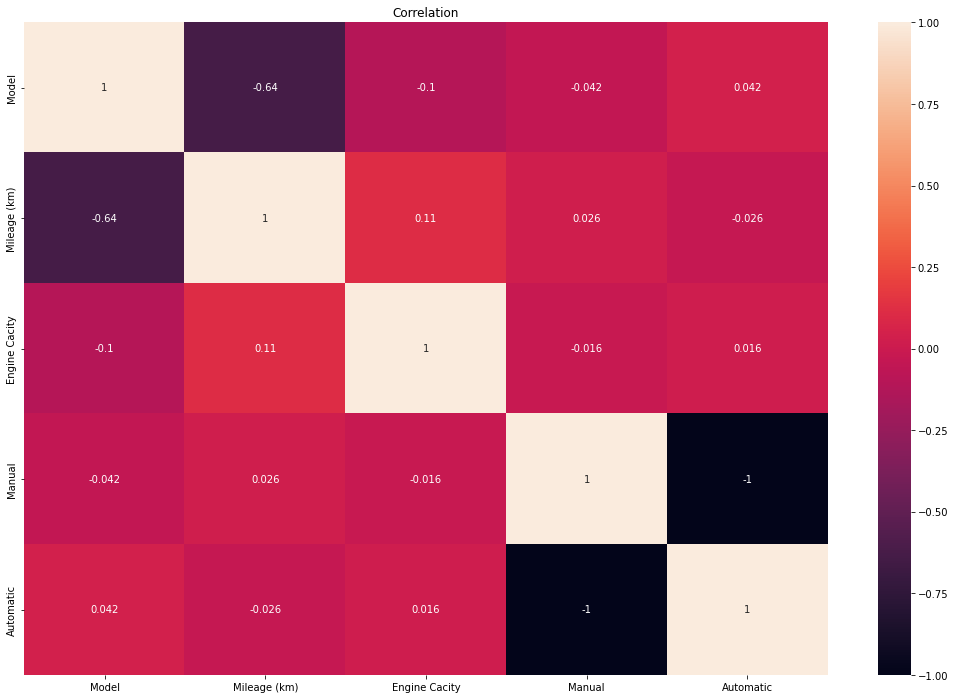 Correlation
Model 1 -0.64 -0.1 -0.042 0.042
Mileage (km) -0.64 1 0.11 0.026 -0.026
Engine Cacity -0.1 0.11 1 -0.016 0.016
Manual -0.042 0.026 -0.016 1 -1
Automatic 0.042 -0.026 0.016 -1 1
Model Mileage (km) Engine Cacity Manual Automatic
1.00
0.75
0.50
0.25
0.00
−0.25
−0.50
−0.75
−1.00